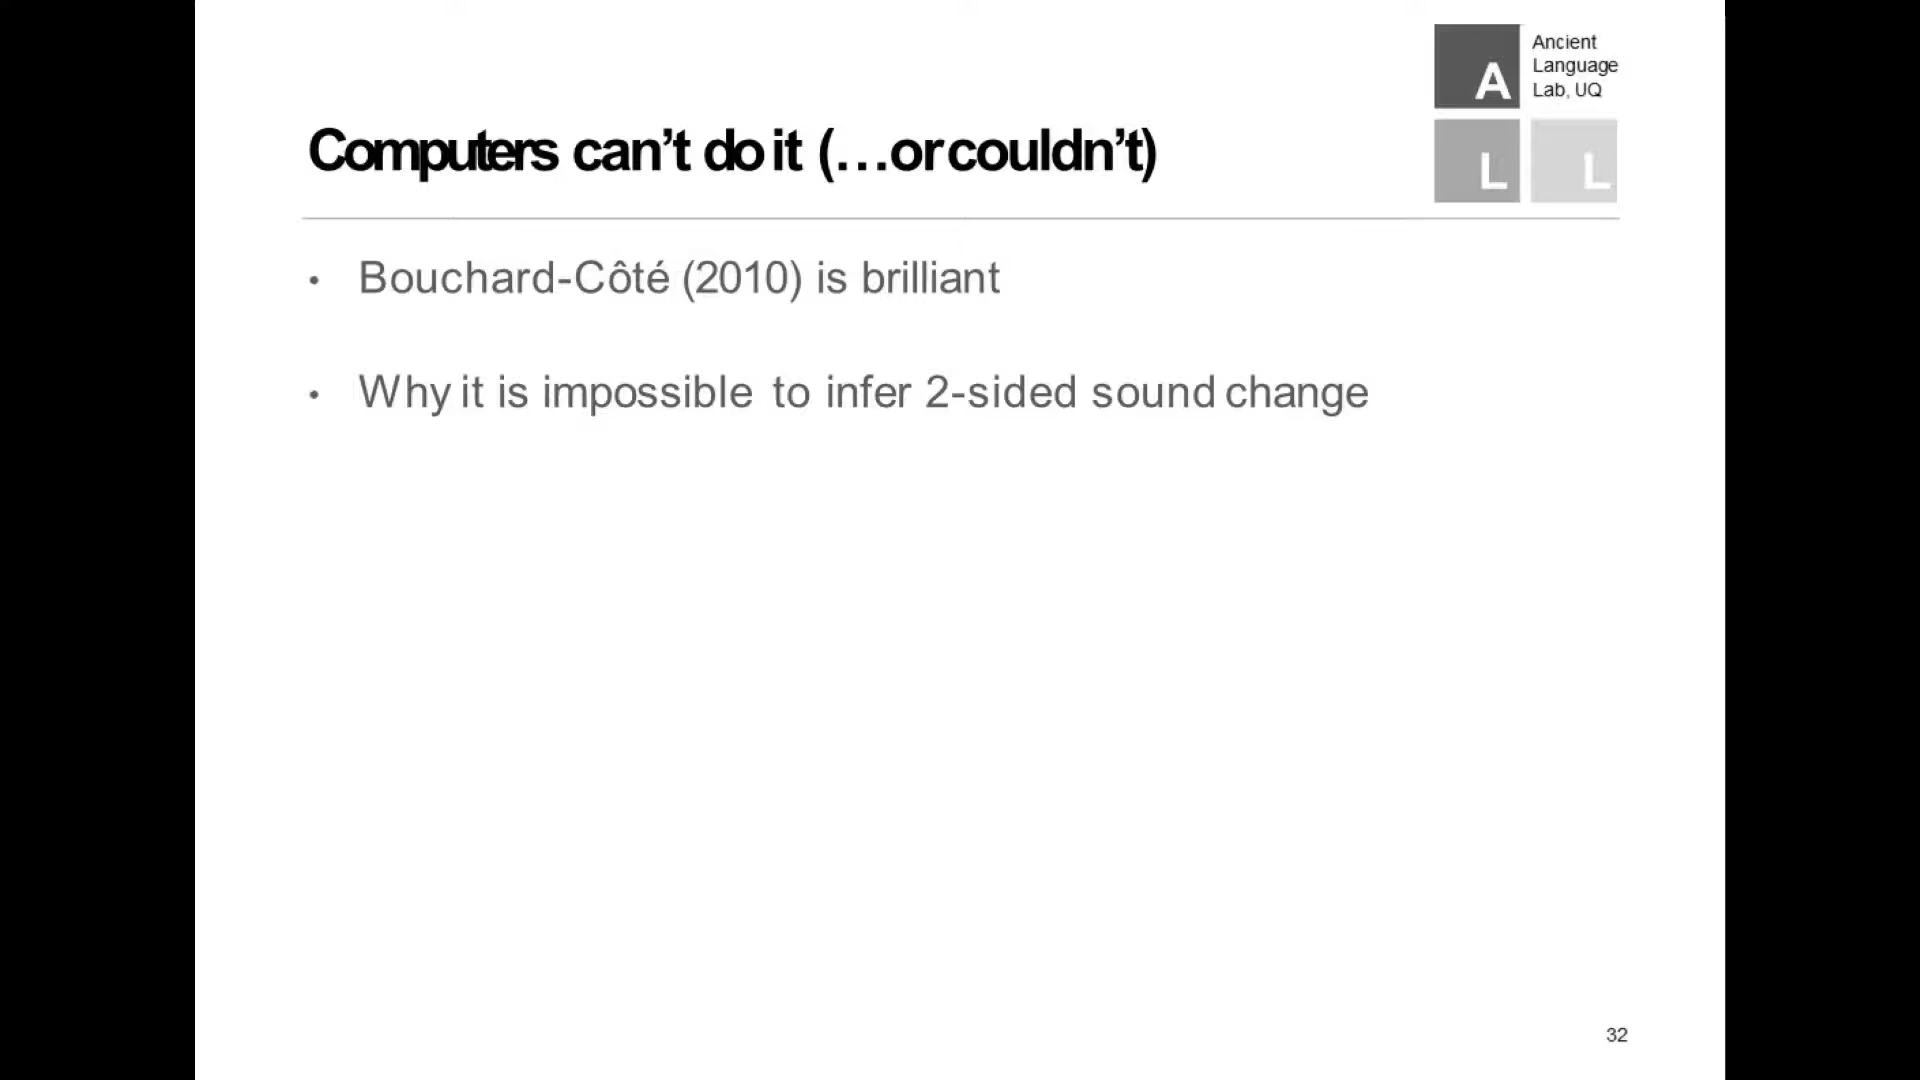 Ancient
Language
Lab, UQ
A
L L
Computers can’t do it (…or couldn’t)
• Bouchard-Côté (2010) is brilliant
• Why it is impossible to infer 2-sided sound change
32